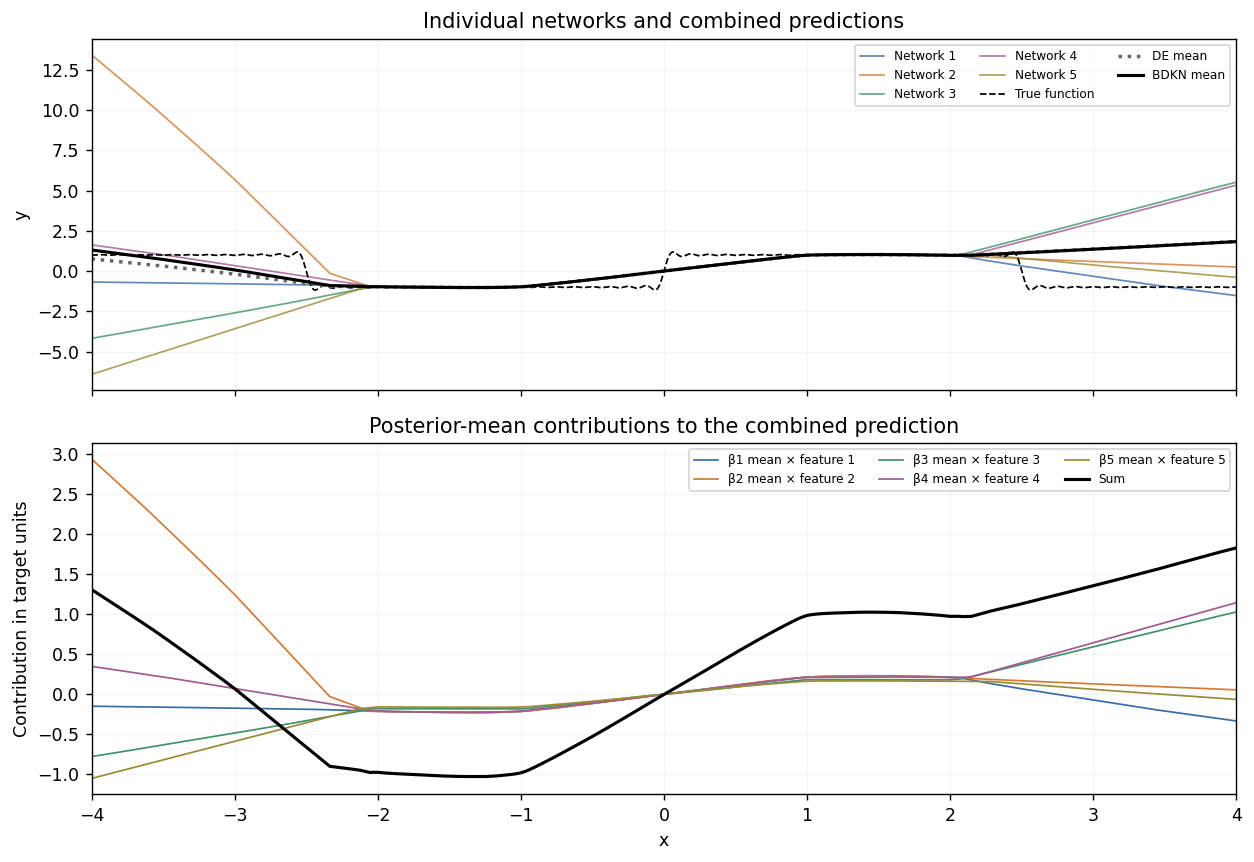 Individual networks and combined predictions
Network 1
Network 2
Network 3
Network 4
Network 5
True function
DE mean
BDKN mean
12.5
10.0
7.5
5.0
2.5
0.0
−2.5
−5.0
y
Posterior-mean contributions to the combined prediction
β1 mean × feature 1
β2 mean × feature 2
β3 mean × feature 3
β4 mean × feature 4
β5 mean × feature 5
Sum
3.0
2.5
2.0
1.5
1.0
0.5
0.0
−0.5
−1.0
Contribution in target units
−4 −3 −2 −1 0 1 2 3 4
x